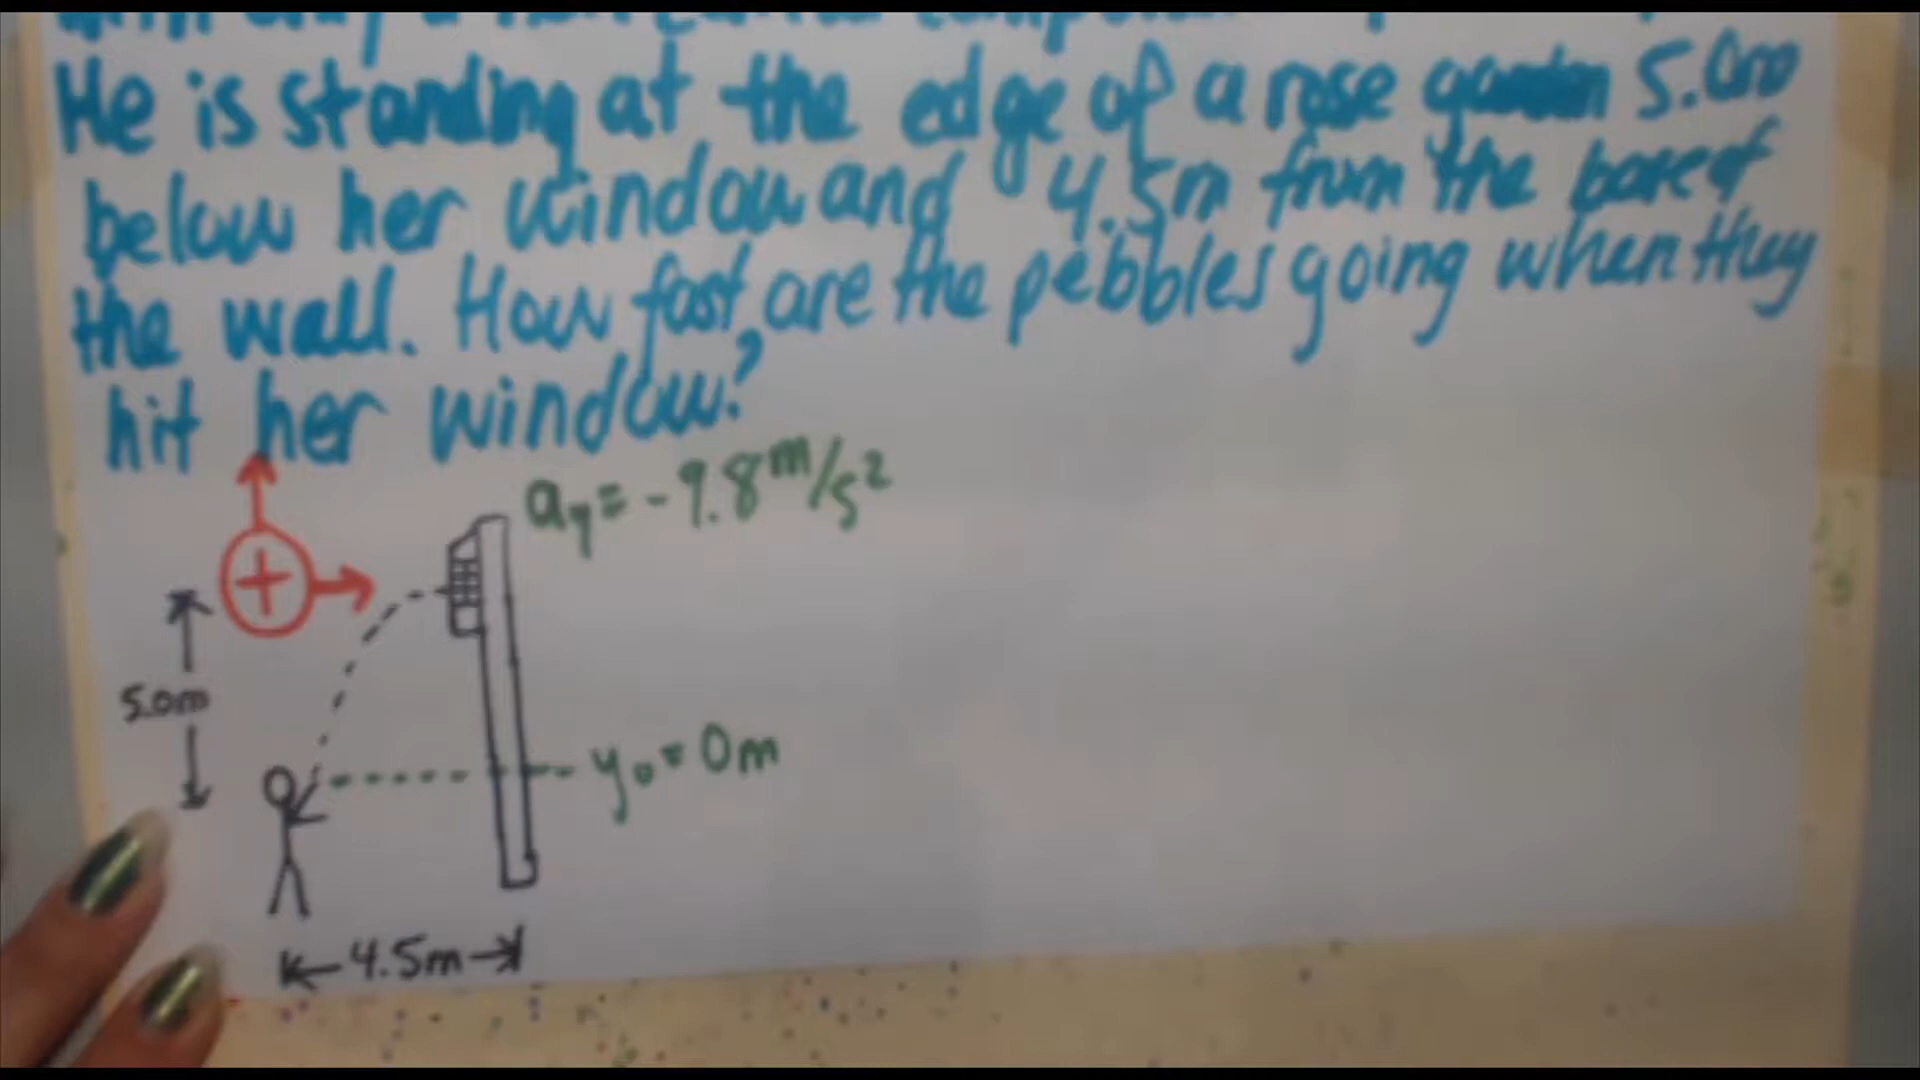 He is standing at the edge of a rose garden 5.0m
below her window and 4.5m from the base of
the wall. How fast are the pebbles going when they
hit her window?
ay = -9.8 m/s²
+
5.0m
y₀ = 0m
4.5m